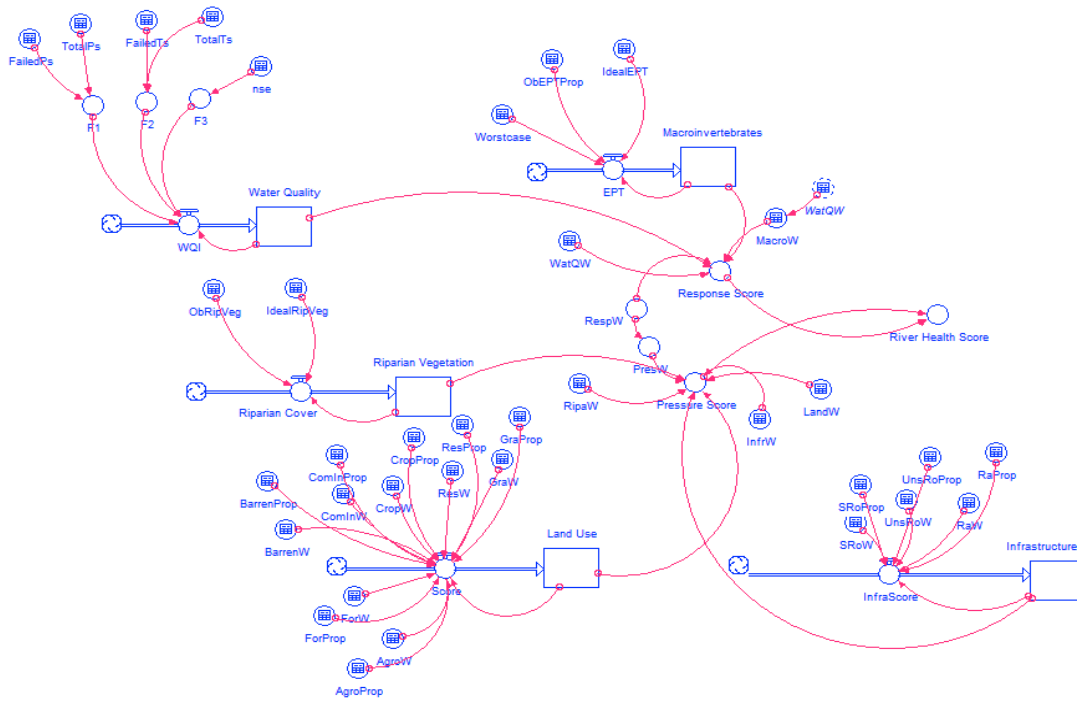 FailedPs
TotalPs
FailedTs
TotalTs
nse
F1
F2
F3
ObEPTProp
IdealEPT
Worstcase
Macroinvertebrates
EPT
Water Quality
WQI
WatQW
MacroW
WatQW
Response Score
ObRipVeg
IdealRipVeg
RespW
River Health Score
Riparian Vegetation
PresW
Riparian Cover
RipaW
Pressure Score
LandW
InfrW
ComInProp
CropProp
ResProp
GraProp
BarrenProp
ComInW
CropW
ResW
GraW
BarrenW
Land Use
Score
ForW
ForProp
AgroW
AgroProp
SRoProp
UnsRoProp
RaProp
SRoW
UnsRoW
RaW
Infrastructure
InfraScore